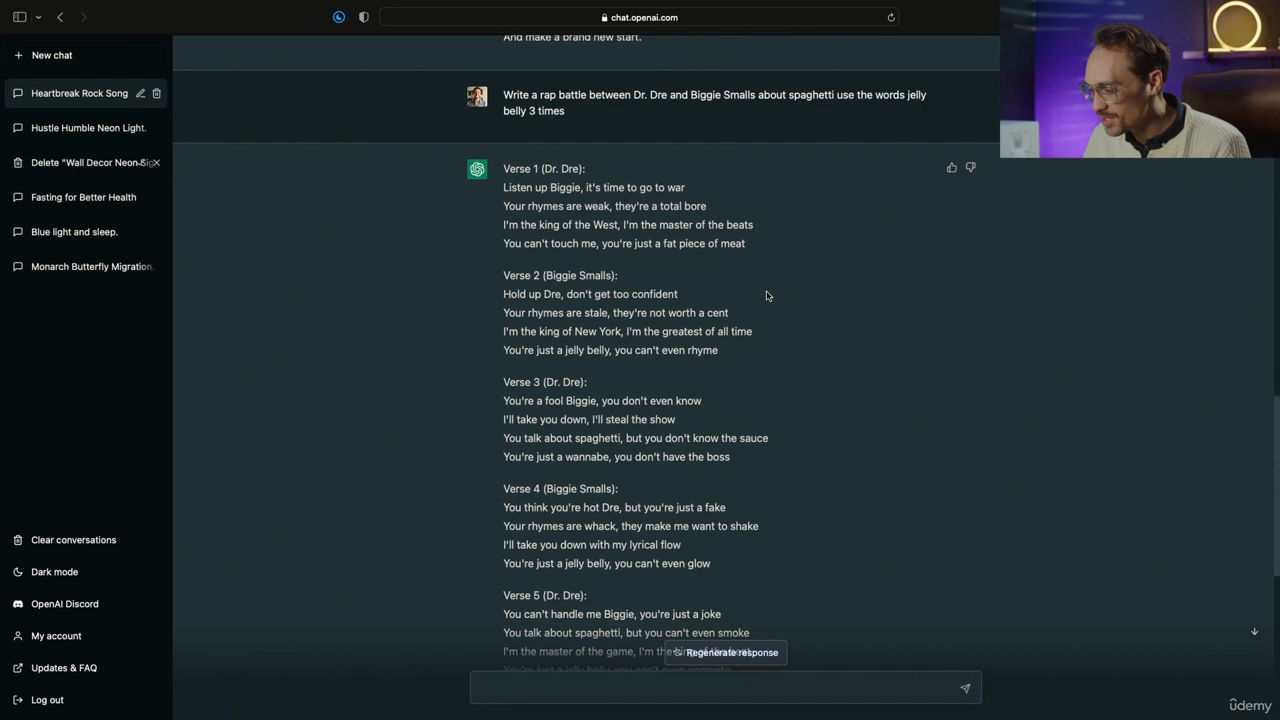 chat.openai.com
New chat
Heartbreak Rock Song
Hustle Humble Neon Light.
Delete "Wall Decor Neon Sig
Fasting for Better Health
Blue light and sleep.
Monarch Butterfly Migration.
Clear conversations
Dark mode
OpenAI Discord
My account
Updates & FAQ
Log out
And make a brand new start.
Write a rap battle between Dr. Dre and Biggie Smalls about spaghetti use the words jelly
belly 3 times
Verse 1 (Dr. Dre):
Listen up Biggie, it's time to go to war
Your rhymes are weak, they're a total bore
I'm the king of the West, I'm the master of the beats
You can't touch me, you're just a fat piece of meat
Verse 2 (Biggie Smalls):
Hold up Dre, don't get too confident
Your rhymes are stale, they're not worth a cent
I'm the king of New York, I'm the greatest of all time
You're just a jelly belly, you can't even rhyme
Verse 3 (Dr. Dre):
You're a fool Biggie, you don't even know
I'll take you down, I'll steal the show
You talk about spaghetti, but you don't know the sauce
You're just a wannabe, you don't have the boss
Verse 4 (Biggie Smalls):
You think you're hot Dre, but you're just a fake
Your rhymes are whack, they make me want to shake
I'll take you down with my lyrical flow
You're just a jelly belly, you can't even glow
Verse 5 (Dr. Dre):
You can't handle me Biggie, you're just a joke
You talk about spaghetti, but you can't even smoke
I'm the master of the game, I'm the
Regenerate response
You're just a jelly belly, you can't even compete
ûdemy